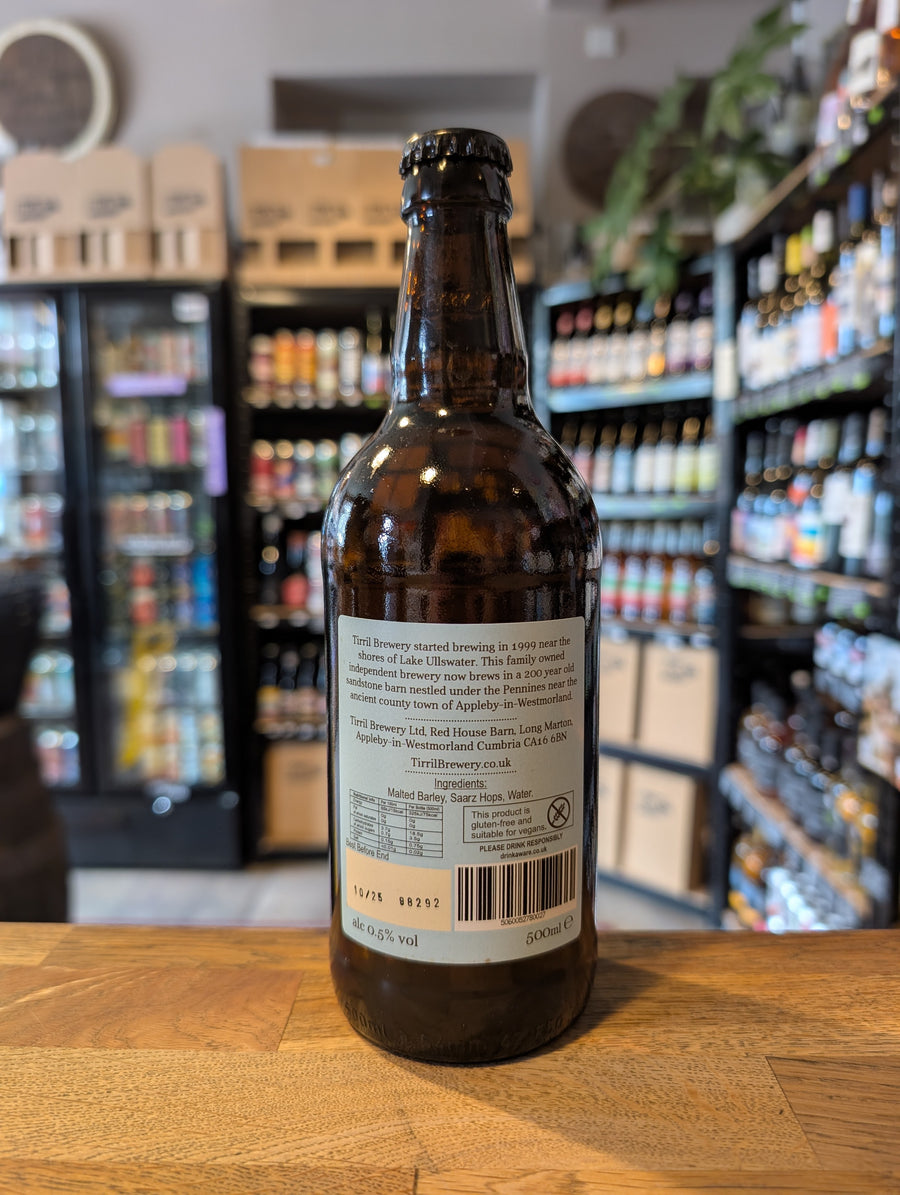 Tirril Brewery started brewing in 1999 near the
shores of Lake Ullswater. This family owned
independent brewery now brews in a 200 year old
sandstone barn nestled under the Pennines near the
ancient county town of Appleby-in-Westmorland.
Tirril Brewery Ltd, Red House Barn, Long Marton,
Appleby-in-Westmorland Cumbria CA16 6BN
TirrilBrewery.co.uk
Ingredients:
Malted Barley, Saarz Hops, Water.
This product is
gluten-free and
suitable for vegans.
PLEASE DRINK RESPONSIBLY
drinkaware.co.uk
Best Before End
10/25 88292
5060052780027
alc 0.5% vol
500ml e